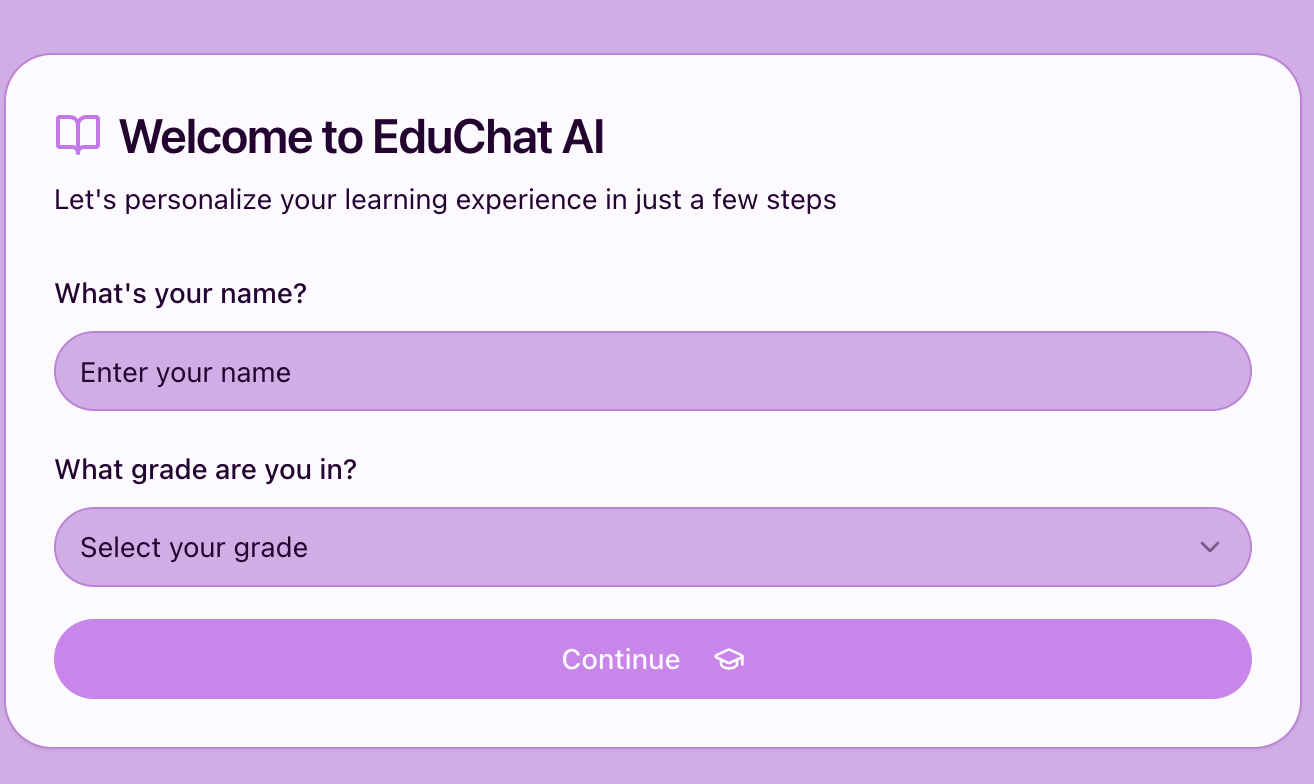 Welcome to EduChat AI
Let's personalize your learning experience in just a few steps
What's your name?
Enter your name
What grade are you in?
Select your grade
Continue